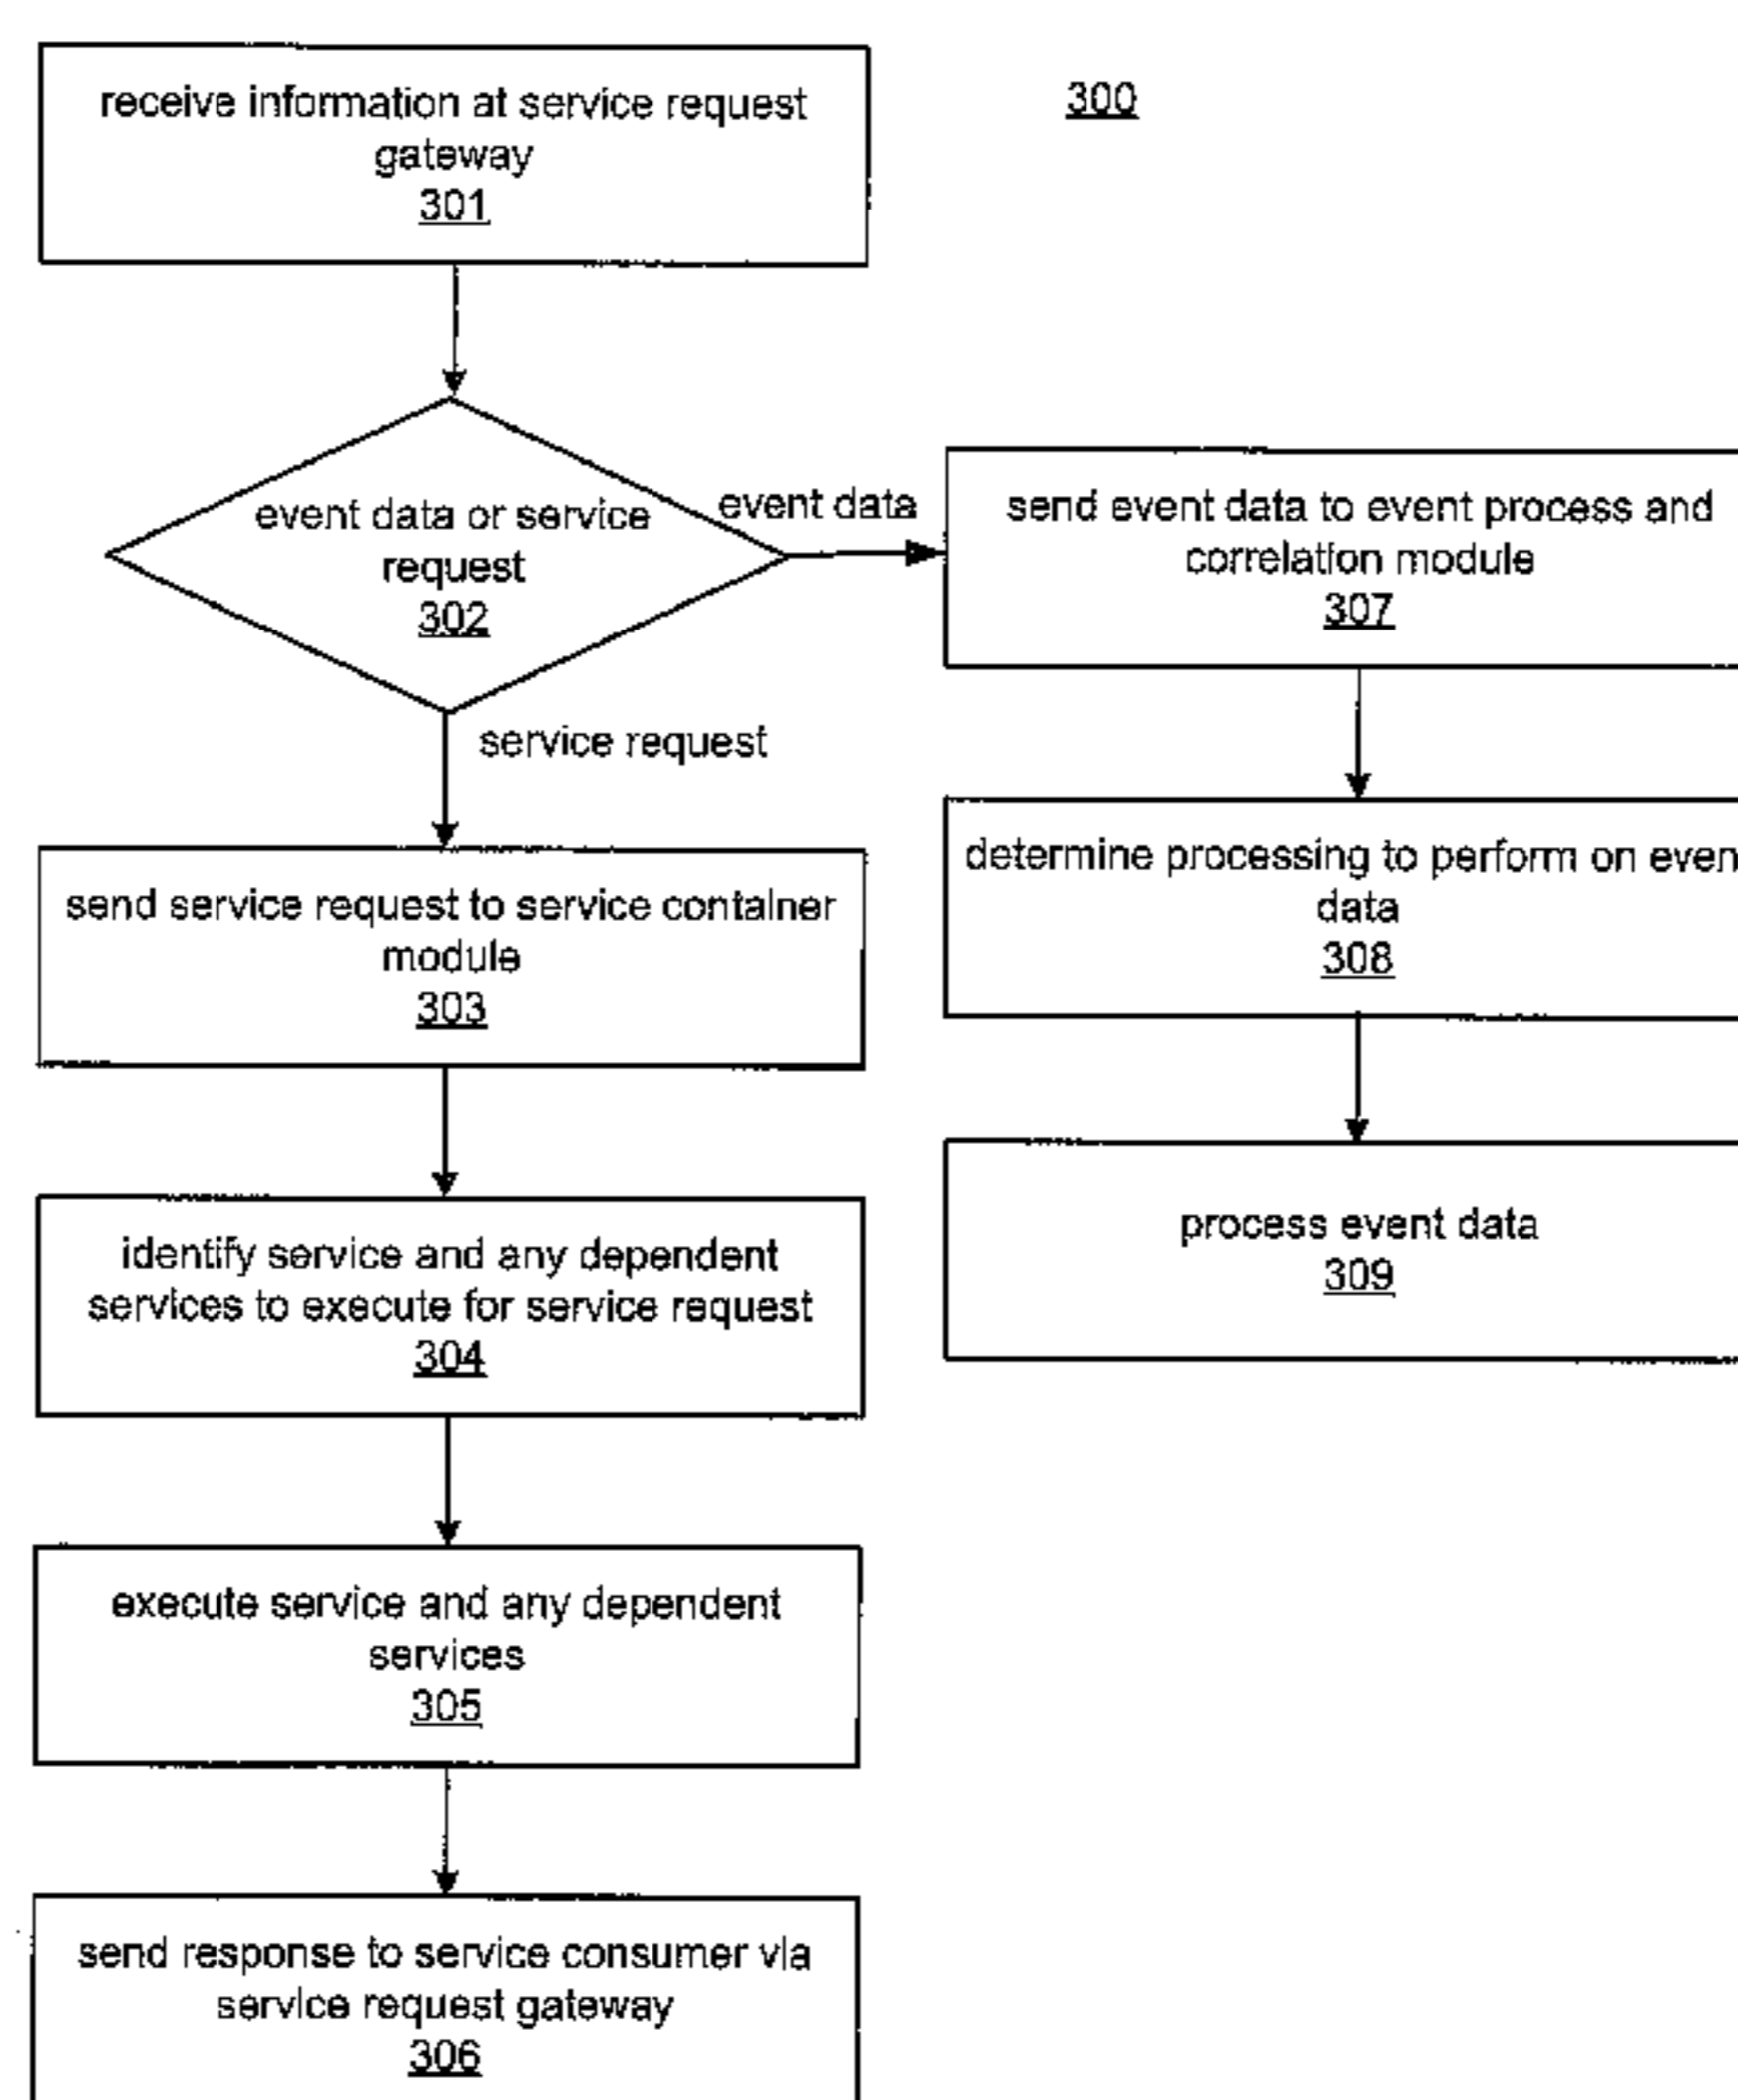 receive information at service request
gateway
301
300
event data or service
request
302
event data
service request
send event data to event process and
correlation module
307
determine processing to perform on even
data
308
process event data
309
send service request to service container
module
303
identify service and any dependent
services to execute for service request
304
execute service and any dependent
services
305
send response to service consumer via
service request gateway
306